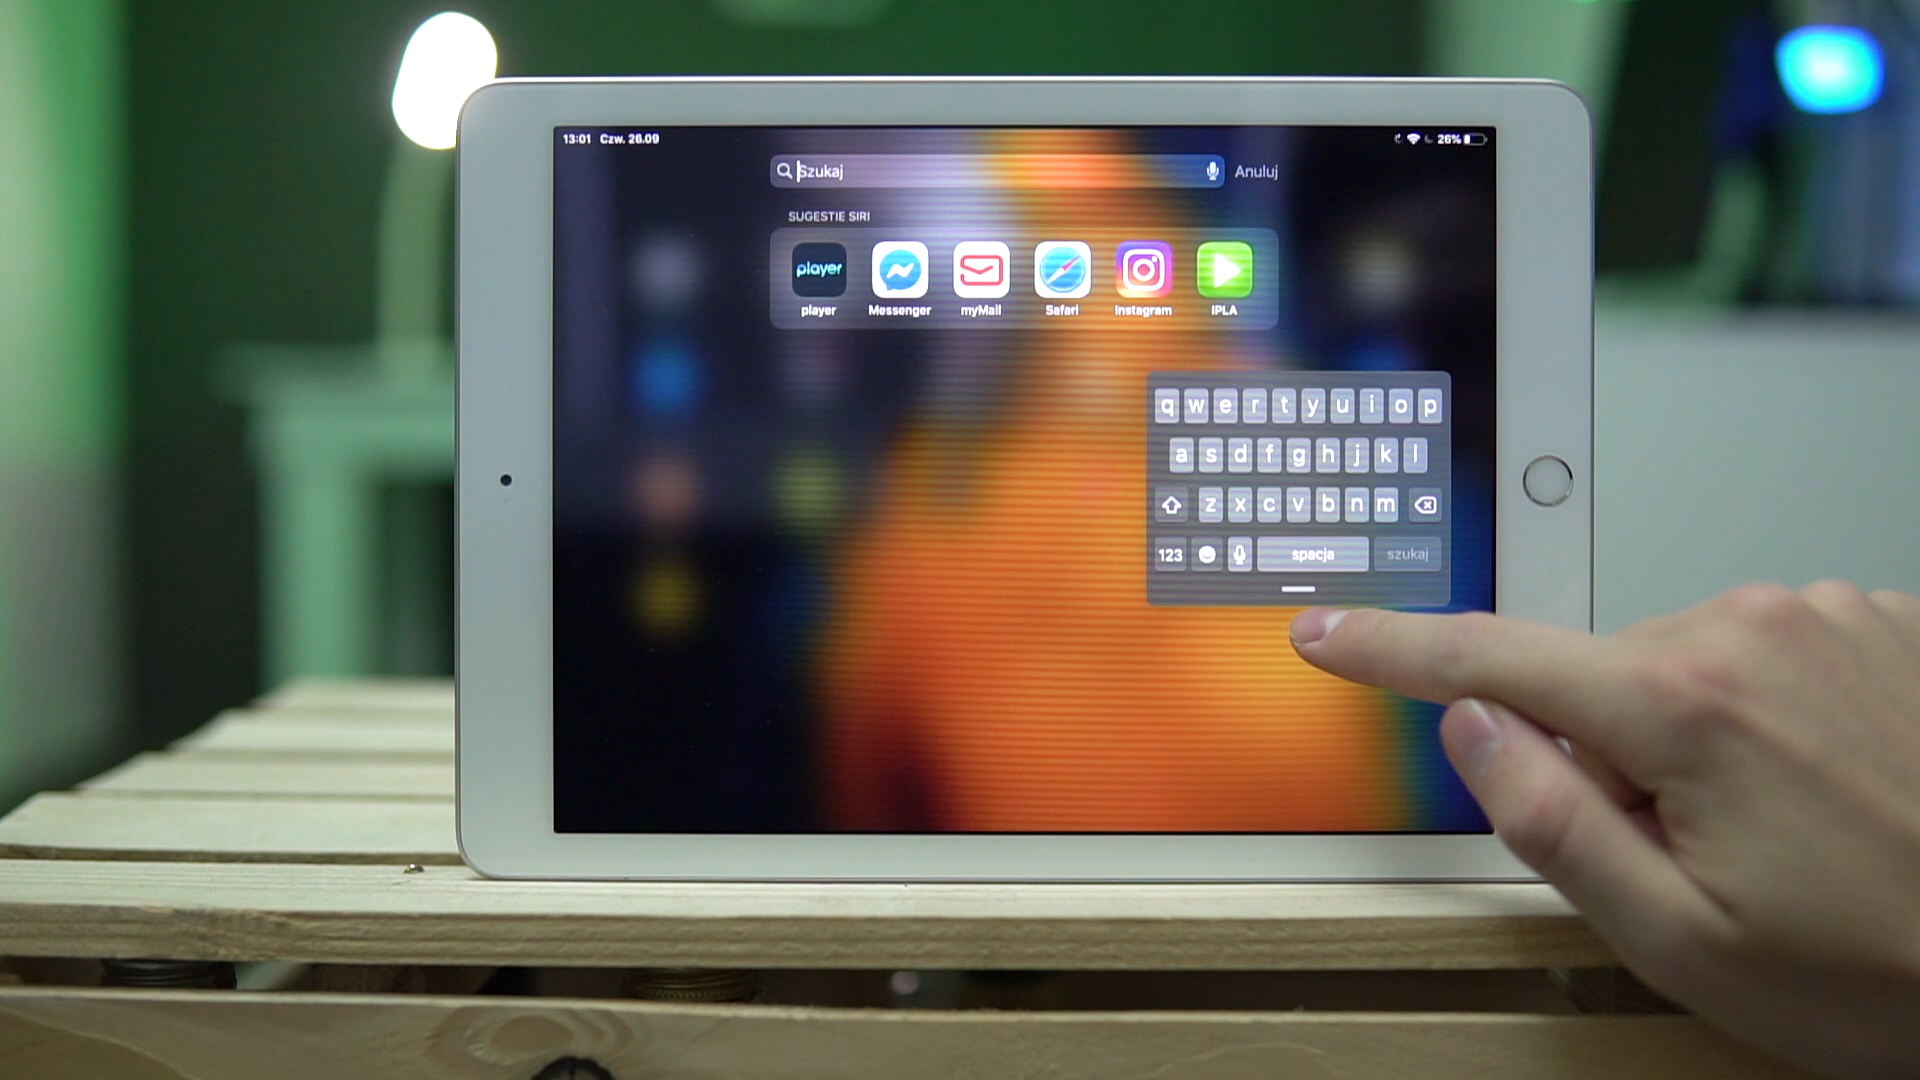 13:01 Czw. 26.09
26%
Szukaj
Anuluj
SUGESTIE SIRI
player
player Messenger myMail Safari Instagram IPLA
q w e r t y u i o p
a s d f g h j k l
z x c v b n m
123 spacja szukaj